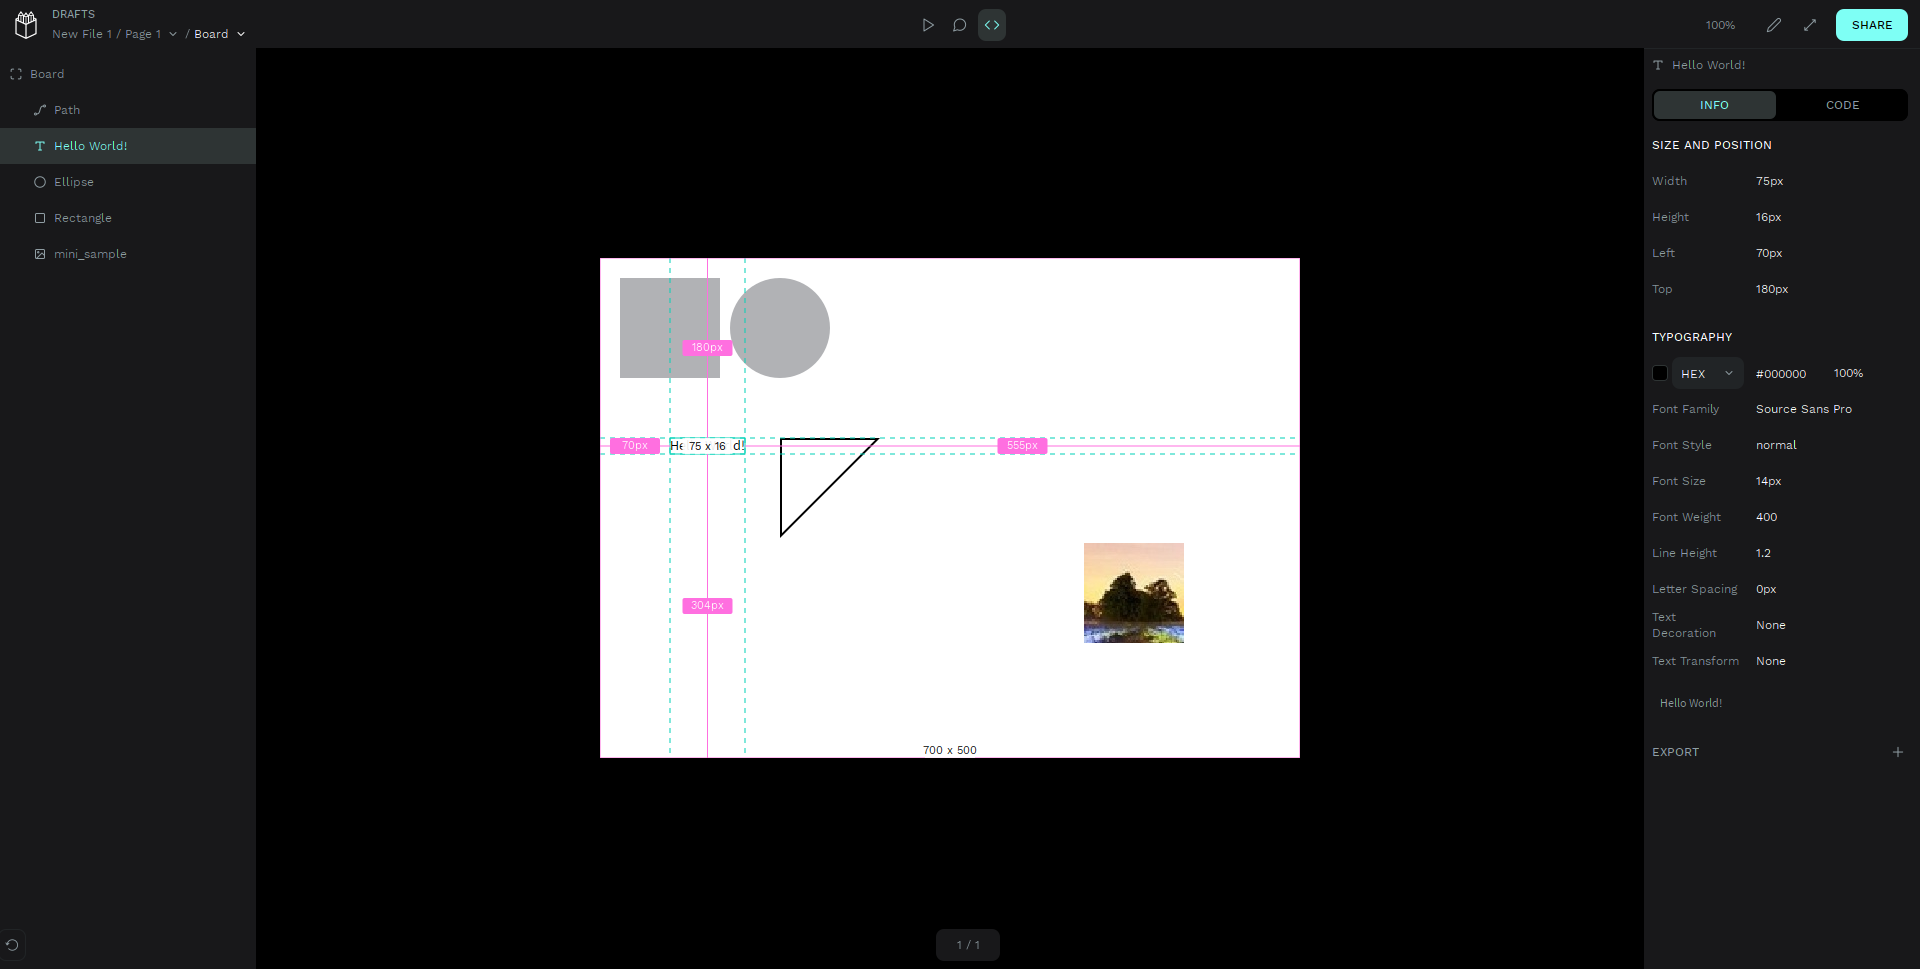 DRAFTS
New File 1 / Page 1 / Board
100%
SHARE
Board
Path
Hello World!
Ellipse
Rectangle
mini_sample
180px
70px
He 75 x 16 d!
555px
304px
700 x 500
1 / 1
Hello World!
INFO CODE
SIZE AND POSITION
Width 75px
Height 16px
Left 70px
Top 180px
TYPOGRAPHY
HEX #000000 100%
Font Family Source Sans Pro
Font Style normal
Font Size 14px
Font Weight 400
Line Height 1.2
Letter Spacing 0px
Text
Decoration None
Text Transform None
Hello World!
EXPORT